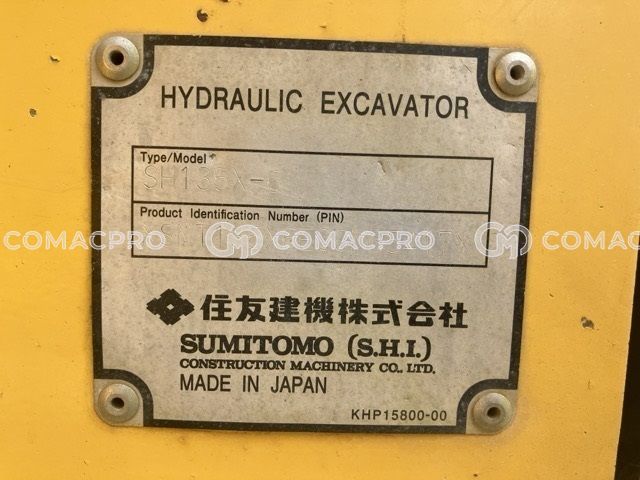 HYDRAULIC EXCAVATOR
Type/Model
Product Identification Number (PIN)
COMACPRO COMACPRO COMACPRO
住友建機株式会社
SUMITOMO (S.H.I.)
CONSTRUCTION MACHINERY CO., LTD.
MADE IN JAPAN
KHP15800-00